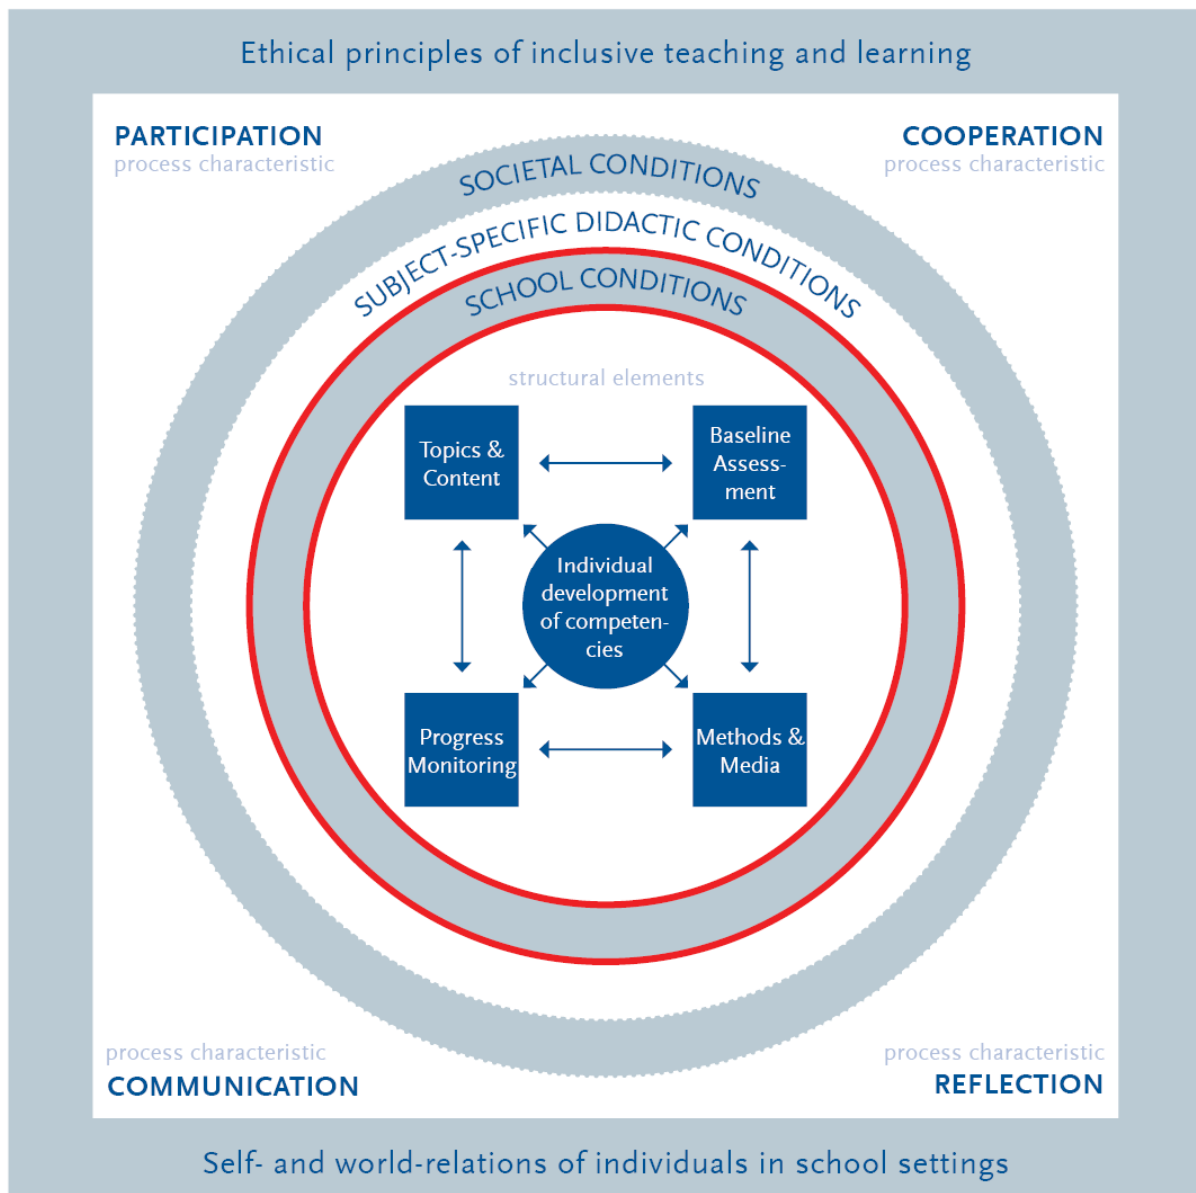 Ethical principles of inclusive teaching and learning
PARTICIPATION
process characteristic
COOPERATION
process characteristic
SOCIETAL CONDITIONS
SUBJECT-SPECIFIC DIDACTIC CONDITIONS
SCHOOL CONDITIONS
structural elements
Topics &
Content
Baseline
Assess-
ment
Individual
development
of competen-
cies
Progress
Monitoring
Methods &
Media
process characteristic
COMMUNICATION
process characteristic
REFLECTION
Self- and world-relations of individuals in school settings